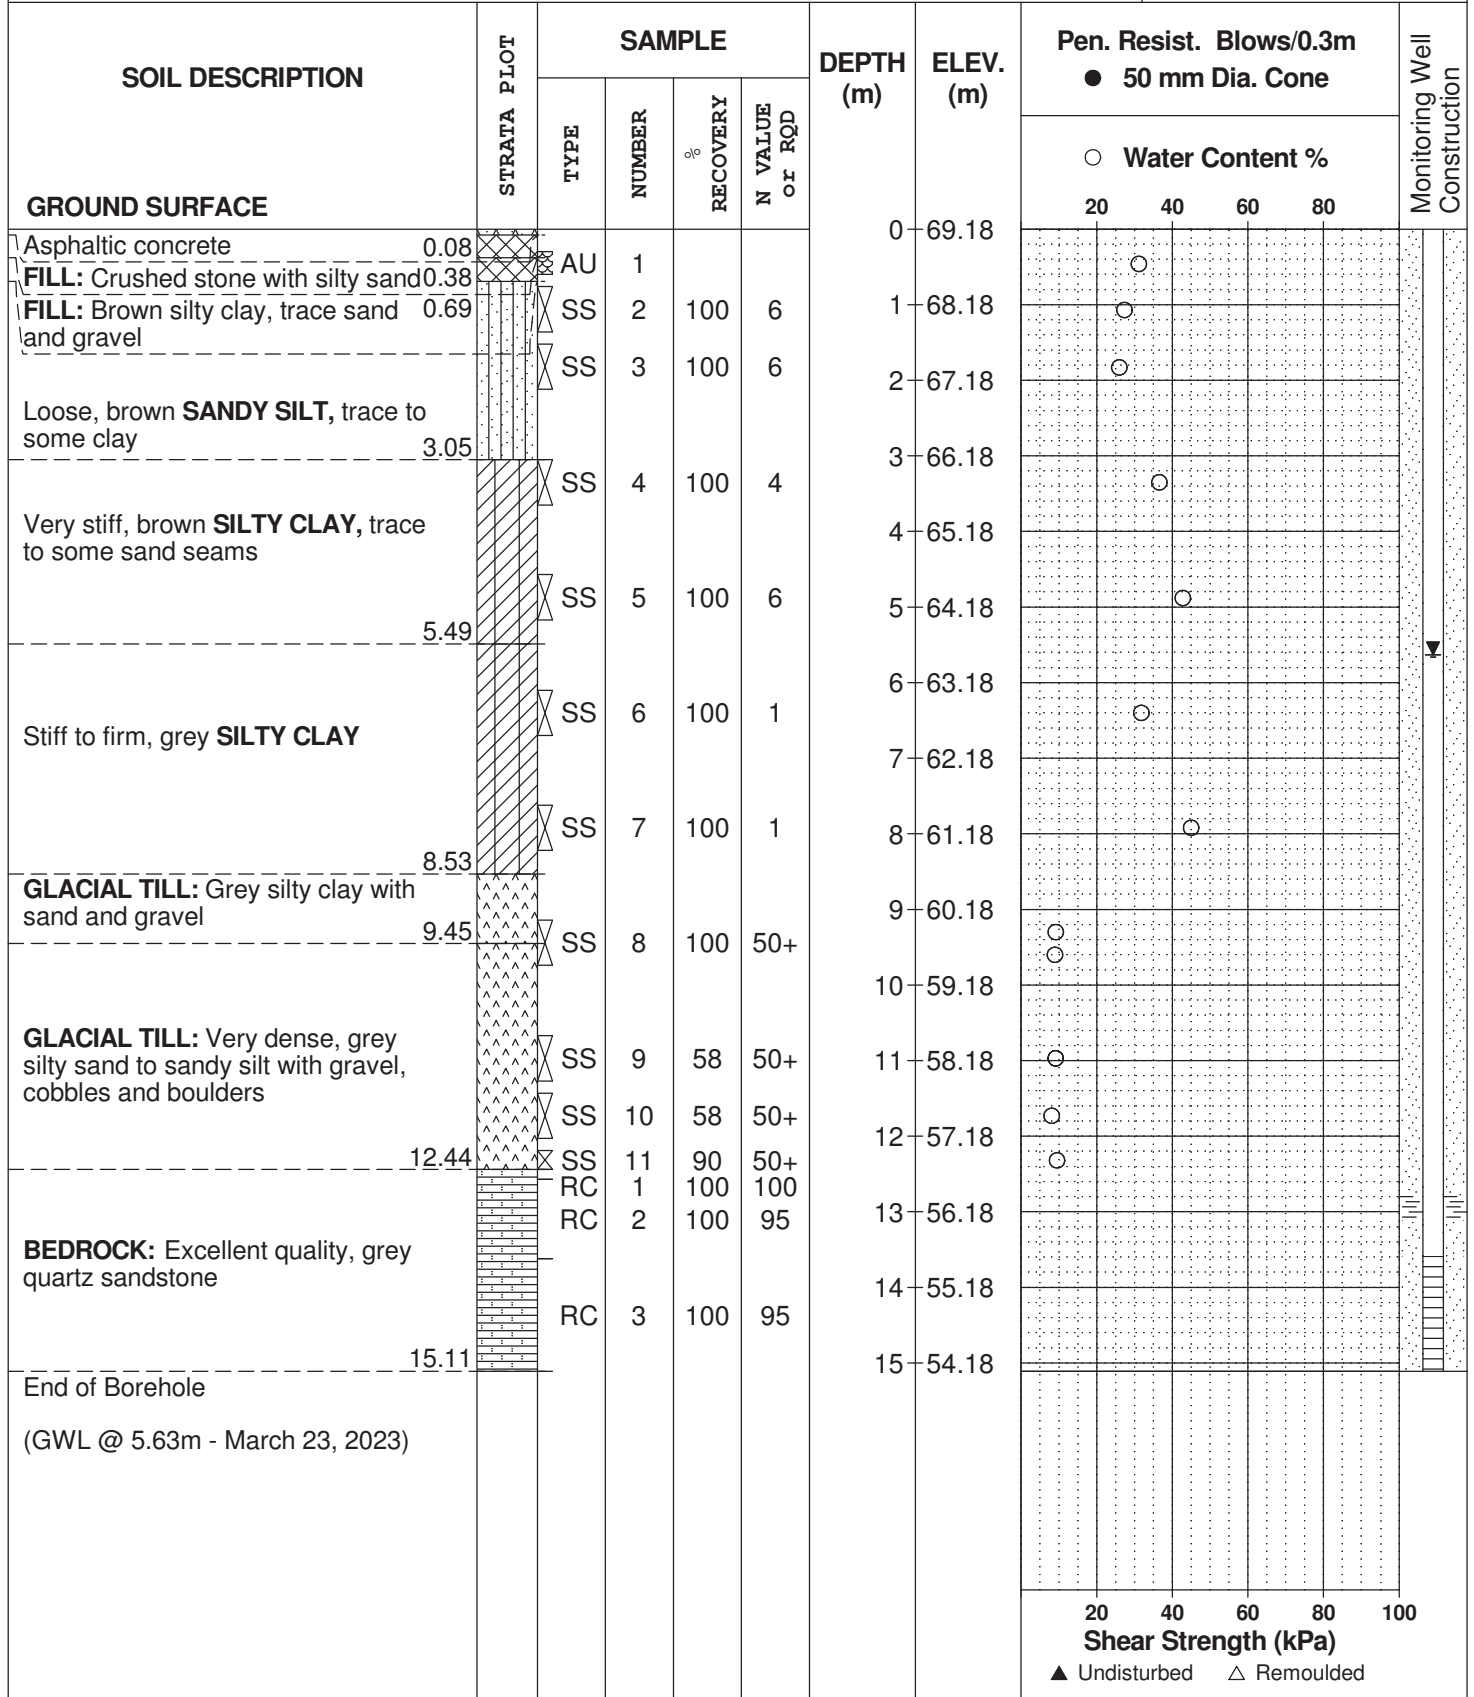 SOIL DESCRIPTION
GROUND SURFACE
STRATA PLOT
SAMPLE
TYPE
NUMBER
%
RECOVERY
N VALUE
or RQD
DEPTH
(m)
ELEV.
(m)
Pen. Resist. Blows/0.3m
● 50 mm Dia. Cone
○ Water Content %
20 40 60 80
Monitoring Well
Construction
0 69.18
Asphaltic concrete 0.08
AU 1
FILL: Crushed stone with silty sand 0.38
FILL: Brown silty clay, trace sand 0.69
and gravel
SS 2 100 6
1 68.18
SS 3 100 6
2 67.18
Loose, brown SANDY SILT, trace to
some clay
3.05
3 66.18
SS 4 100 4
Very stiff, brown SILTY CLAY, trace
to some sand seams
4 65.18
SS 5 100 6
5 64.18
5.49
6 63.18
SS 6 100 1
Stiff to firm, grey SILTY CLAY
7 62.18
SS 7 100 1
8 61.18
8.53
GLACIAL TILL: Grey silty clay with
sand and gravel
9 60.18
9.45
SS 8 100 50+
10 59.18
GLACIAL TILL: Very dense, grey
silty sand to sandy silt with gravel,
cobbles and boulders
SS 9 58 50+
11 58.18
SS 10 58 50+
12 57.18
12.44
SS 11 90 50+
RC 1 100 100
RC 2 100 95
13 56.18
BEDROCK: Excellent quality, grey
quartz sandstone
14 55.18
RC 3 100 95
15.11
15 54.18
End of Borehole
(GWL @ 5.63m - March 23, 2023)
20 40 60 80 100
Shear Strength (kPa)
▲ Undisturbed △ Remoulded